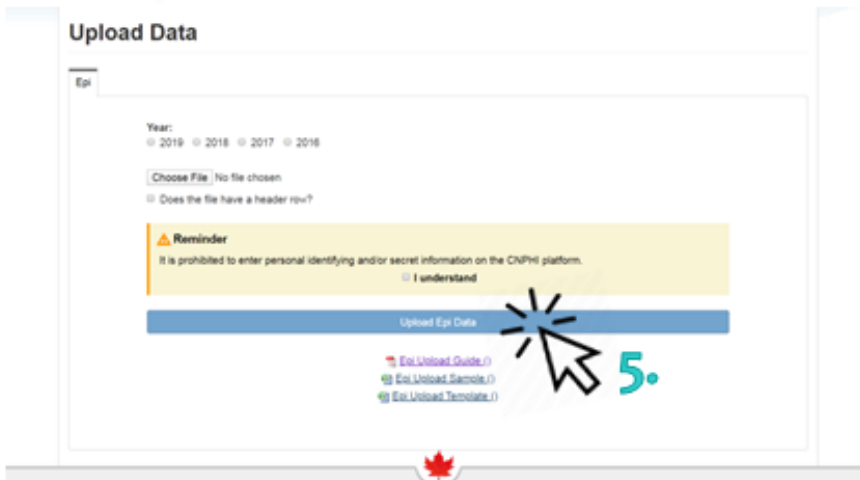 Upload Data
Epi
Year:
2019 2018 2017 2016
Choose File No file chosen
Does the file have a header row?
Reminder
It is prohibited to enter personal identifying and/or secret information on the CNPHI platform.
I understand
Upload Epi Data
Epi Upload Guide ()
Epi Upload Sample ()
Epi Upload Template ()
5.